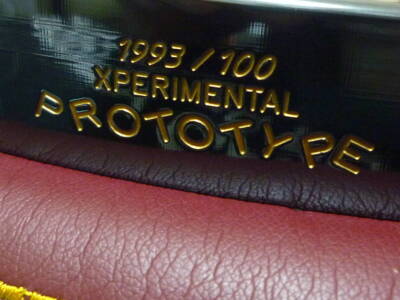 1993 / 100
XPERIMENTAL
PROTOTYPE